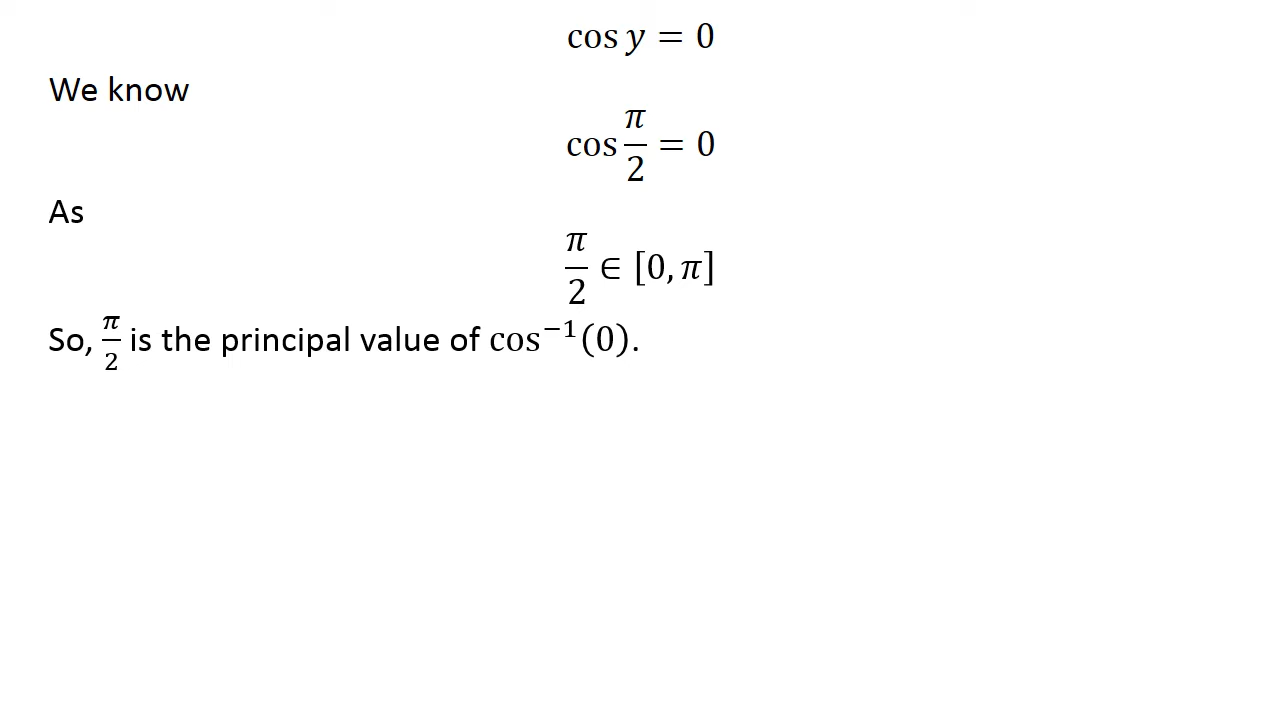 cos y = 0
We know
cos π/2 = 0
As
π/2 ∈ [0, π]
So, π/2 is the principal value of cos⁻¹(0).